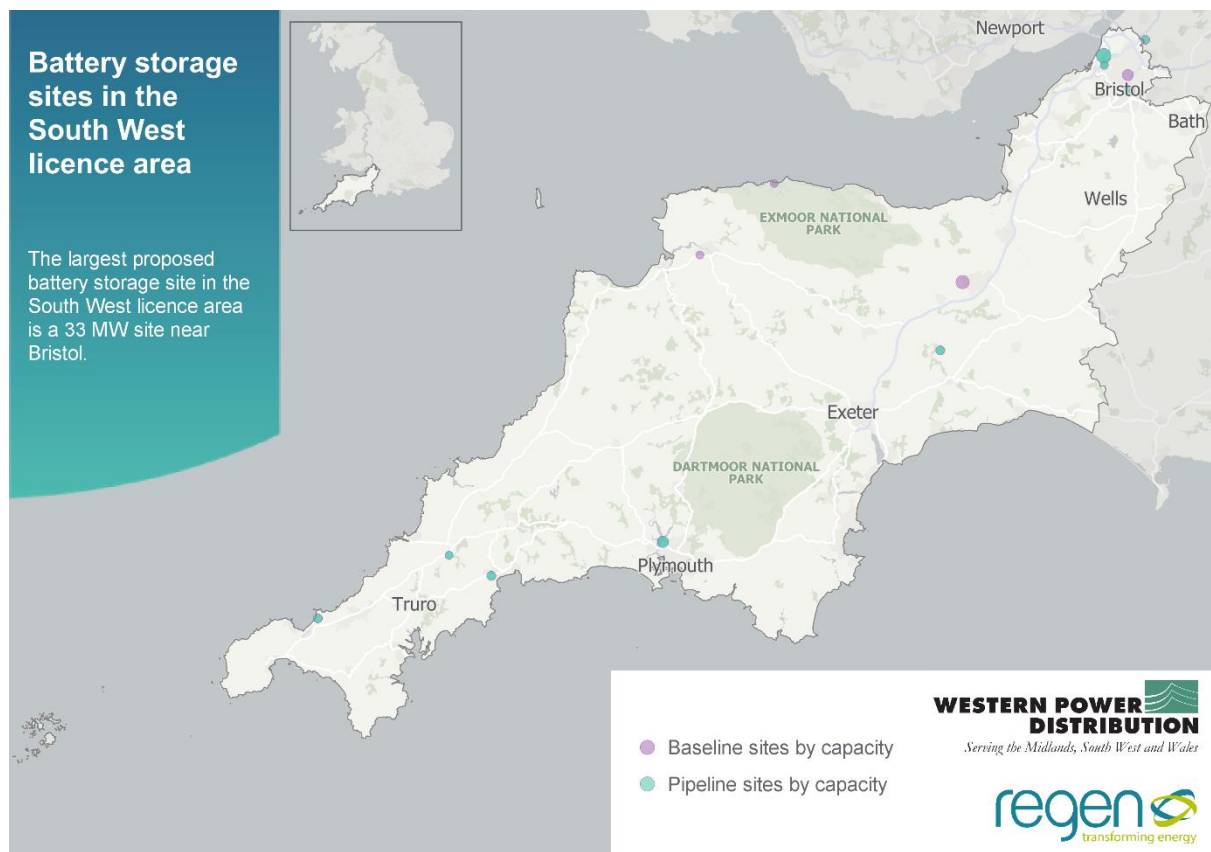 Battery storage
sites in the
South West
licence area
The largest proposed
battery storage site in the
South West licence area
is a 33 MW site near
Bristol.
Newport
Bristol
Bath
Wells
EXMOOR NATIONAL
PARK
Exeter
DARTMOOR NATIONAL
PARK
Plymouth
Truro
Baseline sites by capacity
Pipeline sites by capacity
WESTERN POWER
DISTRIBUTION
Serving the Midlands, South West and Wales
regen
transforming energy